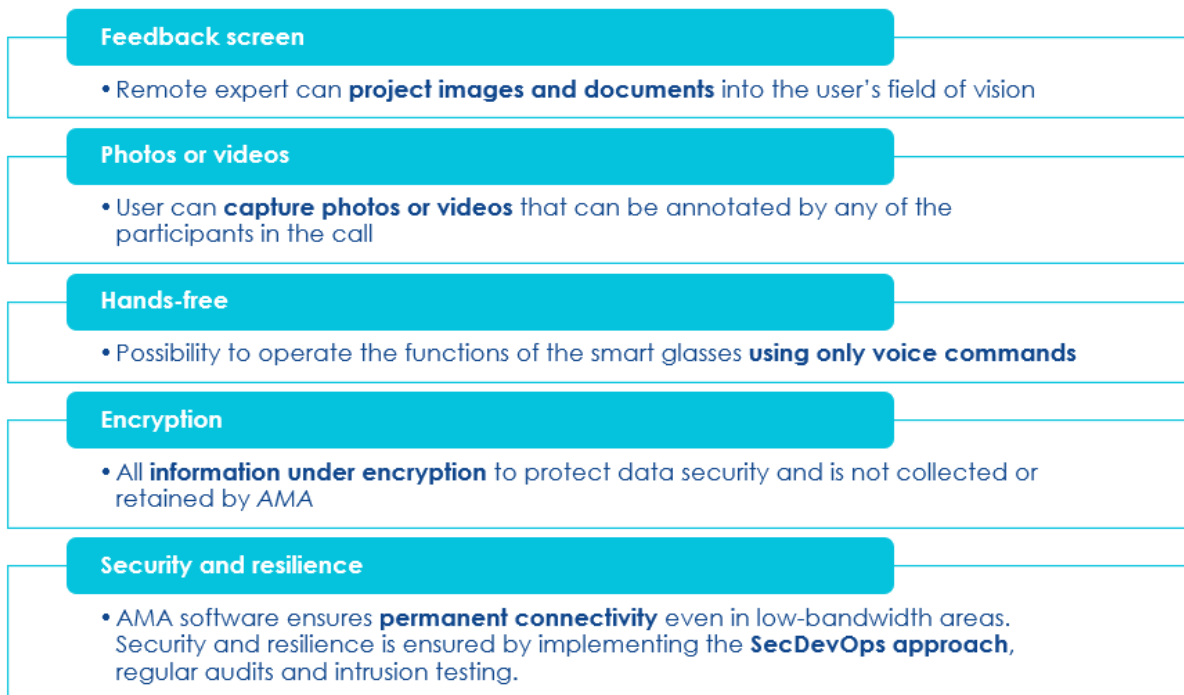 Feedback screen
• Remote expert can project images and documents into the user's field of vision
Photos or videos
• User can capture photos or videos that can be annotated by any of the
participants in the call
Hands-free
• Possibility to operate the functions of the smart glasses using only voice commands
Encryption
• All information under encryption to protect data security and is not collected or
retained by AMA
Security and resilience
• AMA software ensures permanent connectivity even in low-bandwidth areas.
Security and resilience is ensured by implementing the SecDevOps approach,
regular audits and intrusion testing.